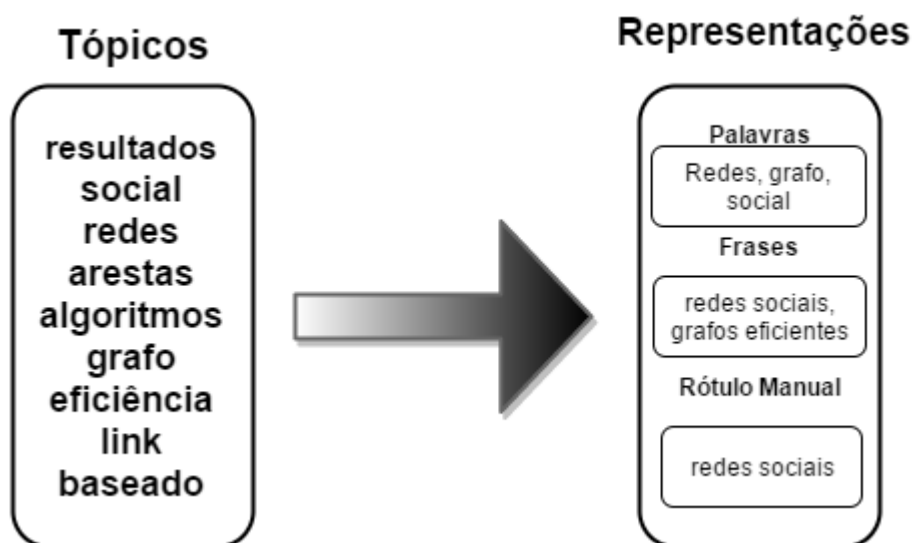 Tópicos
resultados
social
redes
arestas
algoritmos
grafo
eficiência
link
baseado
Representações
Palavras
Redes, grafo,
social
Frases
redes sociais,
grafos eficientes
Rótulo Manual
redes sociais